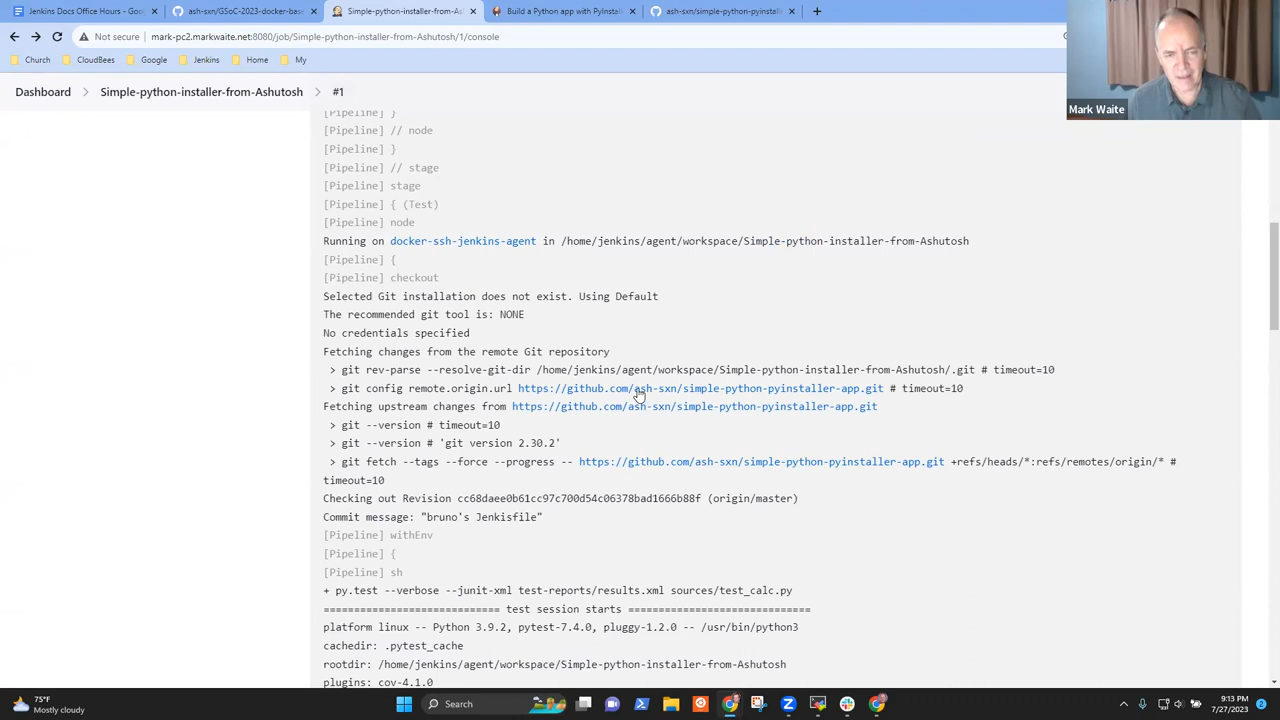 Jenkins Docs Office Hours - Goo
ash-sxn/GSoC-2023-docker-base
Simple-python-installer-from-As
Build a Python app with PyInstal
ash-sxn/simple-python-pyinstalle
Not secure
mark-pc2.markwaite.net:8080/job/Simple-python-installer-from-Ashutosh/1/console
Church
CloudBees
Google
Jenkins
Home
My
Mark Waite
Dashboard
Simple-python-installer-from-Ashutosh
#1
[Pipeline] }
[Pipeline] // node
[Pipeline] }
[Pipeline] // stage
[Pipeline] stage
[Pipeline] { (Test)
[Pipeline] node
Running on docker-ssh-jenkins-agent in /home/jenkins/agent/workspace/Simple-python-installer-from-Ashutosh
[Pipeline] {
[Pipeline] checkout
Selected Git installation does not exist. Using Default
The recommended git tool is: NONE
No credentials specified
Fetching changes from the remote Git repository
> git rev-parse --resolve-git-dir /home/jenkins/agent/workspace/Simple-python-installer-from-Ashutosh/.git # timeout=10
> git config remote.origin.url https://github.com/ash-sxn/simple-python-pyinstaller-app.git # timeout=10
Fetching upstream changes from https://github.com/ash-sxn/simple-python-pyinstaller-app.git
> git --version # timeout=10
> git --version # 'git version 2.30.2'
> git fetch --tags --force --progress -- https://github.com/ash-sxn/simple-python-pyinstaller-app.git +refs/heads/*:refs/remotes/origin/* #
timeout=10
Checking out Revision cc68daee0b61cc97c700d54c06378bad1666b88f (origin/master)
Commit message: "bruno's Jenkisfile"
[Pipeline] withEnv
[Pipeline] {
[Pipeline] sh
+ py.test --verbose --junit-xml test-reports/results.xml sources/test_calc.py
============================= test session starts ==============================
platform linux -- Python 3.9.2, pytest-7.4.0, pluggy-1.2.0 -- /usr/bin/python3
cachedir: .pytest_cache
rootdir: /home/jenkins/agent/workspace/Simple-python-installer-from-Ashutosh
plugins: cov-4.1.0
75°F
Mostly cloudy
Search
9:13 PM
7/27/2023